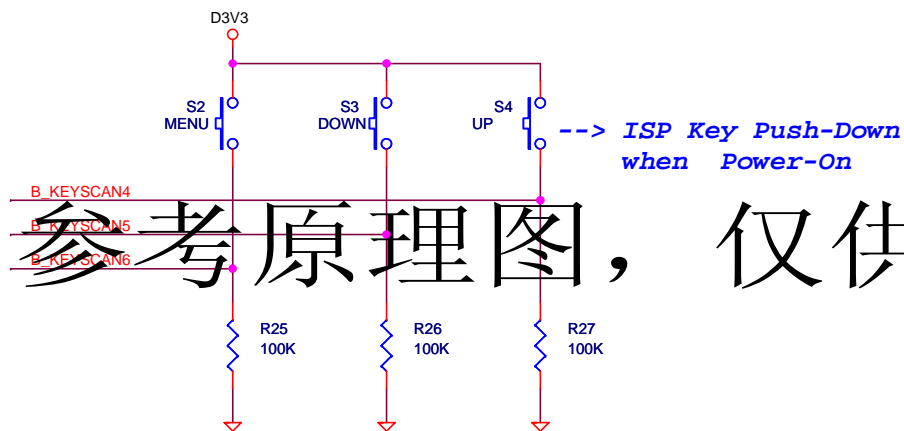 D3V3
S2
MENU
S3
DOWN
S4
UP
--> ISP Key Push-Down
when Power-On
B_KEYSCAN4
B_KEYSCAN5
B_KEYSCAN6
参考原理图，仅供
R25
100K
R26
100K
R27
100K